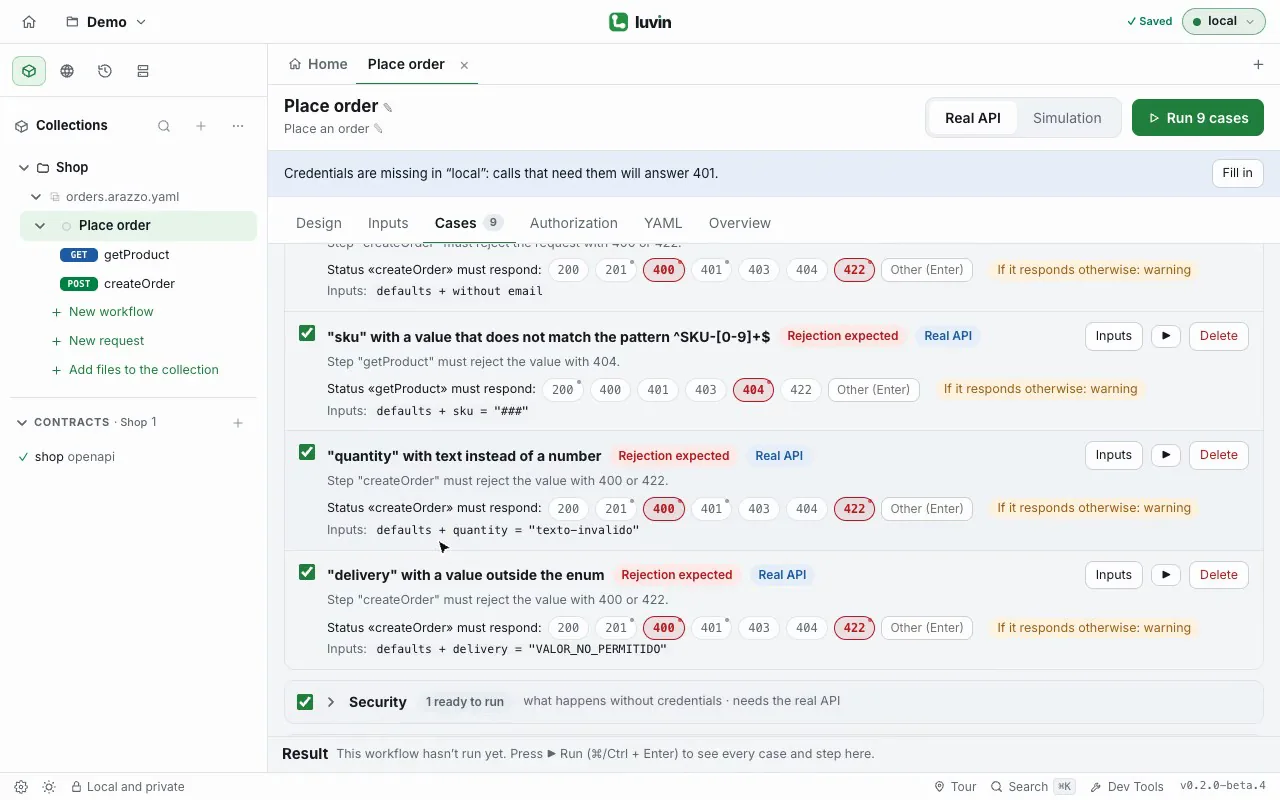 Demo
luvin
Saved
local
Home
Place order
Collections
Place order
Place an order
Real API
Simulation
Run 9 cases
Shop
orders.arazzo.yaml
Place order
GET getProduct
POST createOrder
New workflow
New request
Add files to the collection
CONTRACTS · Shop 1
shop openapi
Credentials are missing in “local”: calls that need them will answer 401.
Fill in
Design
Inputs
Cases 9
Authorization
YAML
Overview
Step "createOrder" must reject the request with 400 or 422.
Status «createOrder» must respond: 200 201 400 401 403 404 422 Other (Enter) If it responds otherwise: warning
Inputs: defaults + without email
"sku" with a value that does not match the pattern ^SKU-[0-9]+$ Rejection expected Real API Inputs Delete
Step "getProduct" must reject the value with 404.
Status «getProduct» must respond: 200 400 401 403 404 422 Other (Enter) If it responds otherwise: warning
Inputs: defaults + sku = "###"
"quantity" with text instead of a number Rejection expected Real API Inputs Delete
Step "createOrder" must reject the value with 400 or 422.
Status «createOrder» must respond: 200 201 400 401 403 404 422 Other (Enter) If it responds otherwise: warning
Inputs: defaults + quantity = "texto-invalido"
"delivery" with a value outside the enum Rejection expected Real API Inputs Delete
Step "createOrder" must reject the value with 400 or 422.
Status «createOrder» must respond: 200 201 400 401 403 404 422 Other (Enter) If it responds otherwise: warning
Inputs: defaults + delivery = "VALOR_NO_PERMITIDO"
Security 1 ready to run what happens without credentials · needs the real API
Result This workflow hasn’t run yet. Press ▶ Run (⌘/Ctrl + Enter) to see every case and step here.
Local and private
Tour
Search ⌘K
Dev Tools
v0.2.0-beta.4